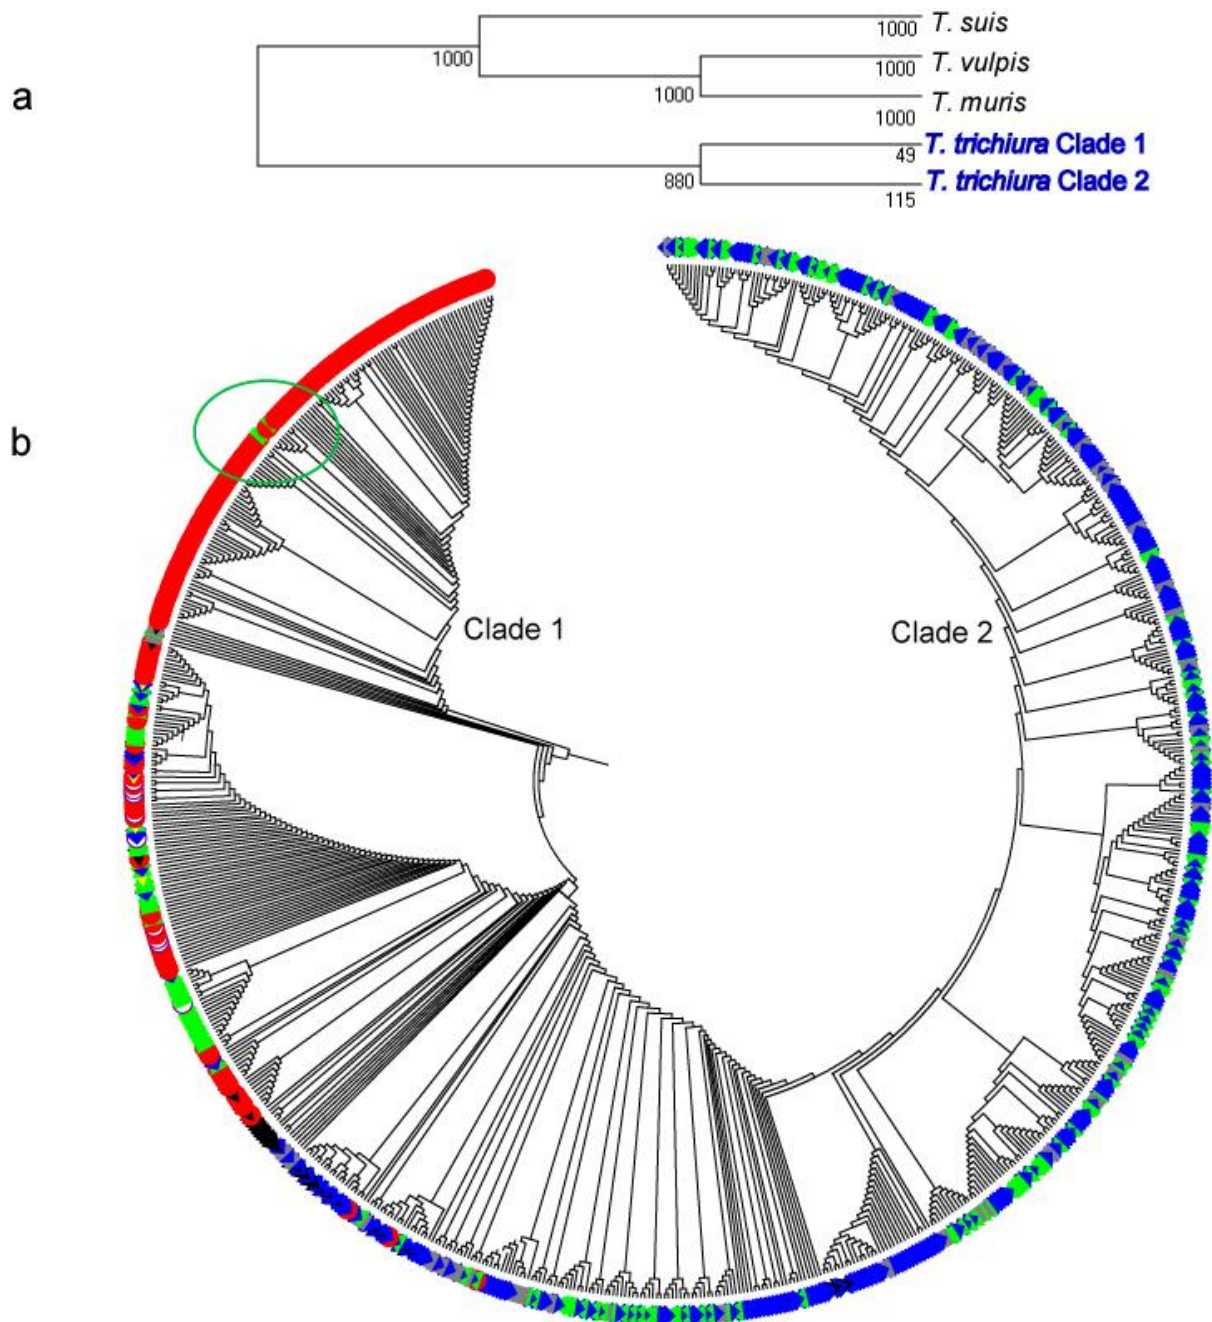 a
1000 T. suis
1000
1000 T. vulpis
1000
1000 T. muris
T. trichiura Clade 1
49
880
T. trichiura Clade 2
115
b
Clade 1
Clade 2